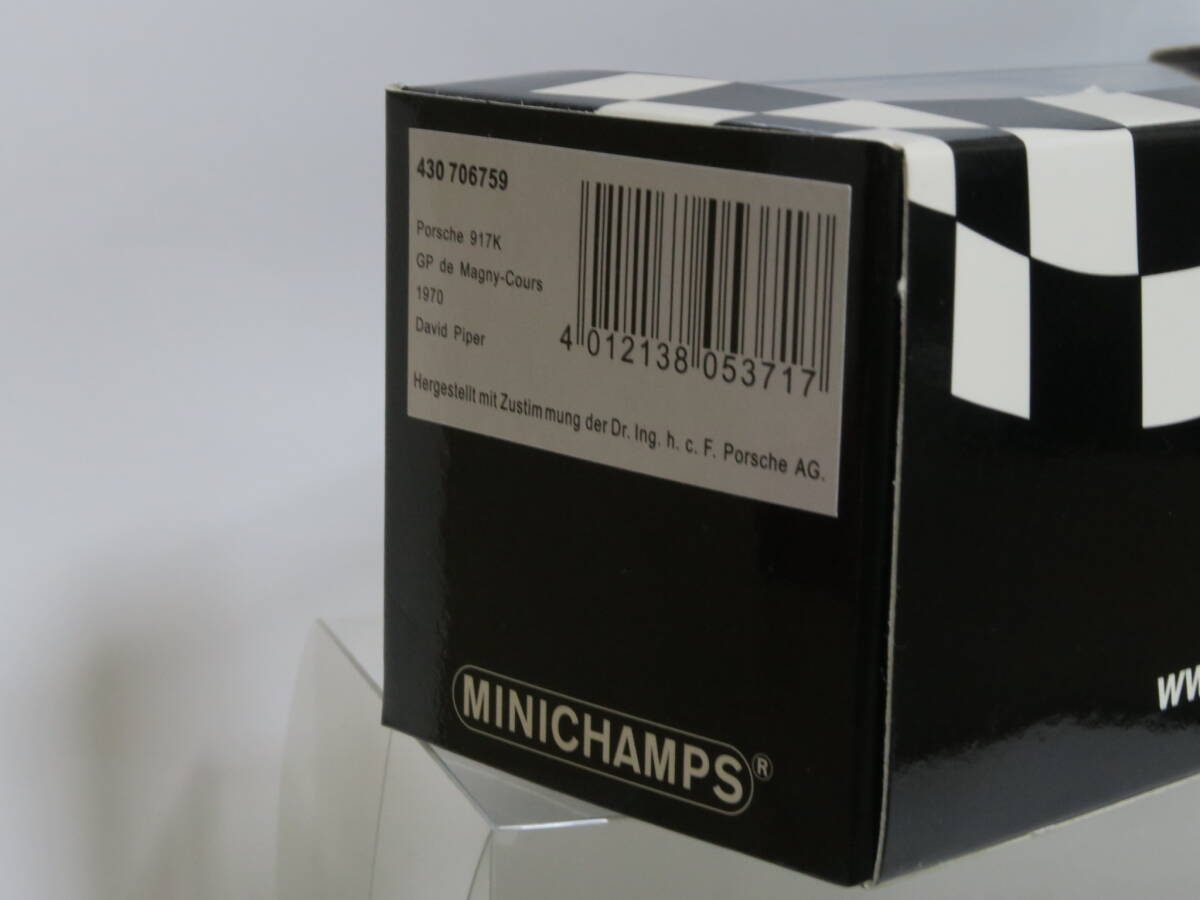 430 706759
Porsche 917K
GP de Magny-Cours
1970
David Piper
4 012138 053717
Hergestellt mit Zustimmung der Dr. Ing. h. c. F. Porsche AG.
MINICHAMPS®